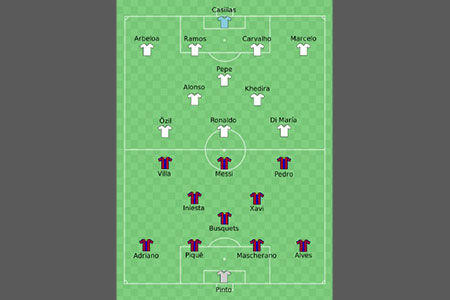 Casillas
Arbeloa Ramos Carvalho Marcelo
Pepe
Alonso Khedira
Özil Ronaldo Di María
Villa Messi Pedro
Iniesta Xavi
Busquets
Adriano Piqué Mascherano Alves
Pinto